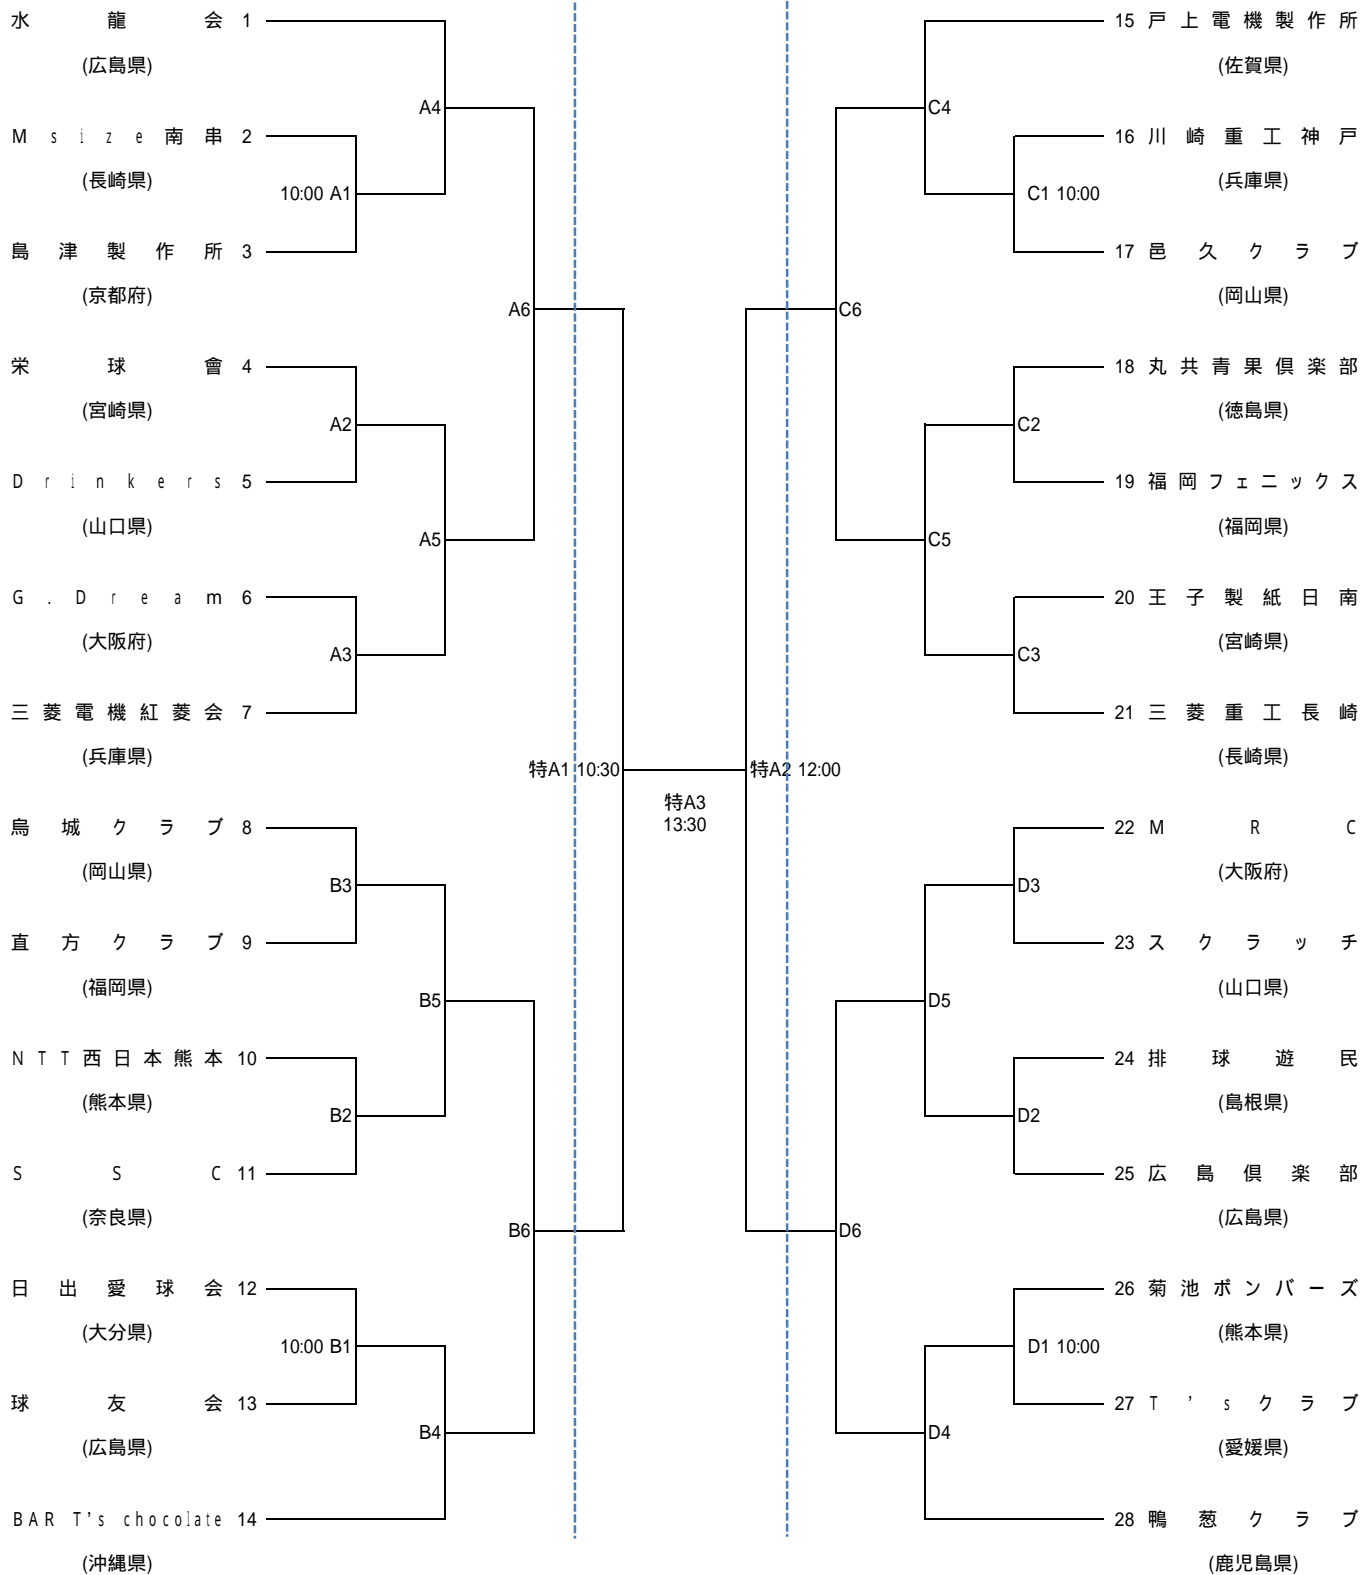 水龍会 1
(広島県)
A4
Msize南串 2
(長崎県)
10:00 A1
島津製作所 3
(京都府)
A6
栄球會 4
(宮崎県)
A2
Drinkers 5
(山口県)
A5
G.Dream 6
(大阪府)
A3
三菱電機紅菱会 7
(兵庫県)
特A1 10:30
烏城クラブ 8
(岡山県)
B3
直方クラブ 9
(福岡県)
B5
NTT西日本熊本 10
(熊本県)
B2
SSC 11
(奈良県)
B6
日出愛球会 12
(大分県)
10:00 B1
球友会 13
(広島県)
B4
BAR T's chocolate 14
(沖縄県)
特A3
13:30
15 戸上電機製作所
(佐賀県)
C4
16 川崎重工神戸
(兵庫県)
C1 10:00
17 邑久クラブ
(岡山県)
C6
18 丸共青果倶楽部
(徳島県)
C2
19 福岡フェニックス
(福岡県)
C5
20 王子製紙日南
(宮崎県)
C3
21 三菱重工長崎
(長崎県)
特A2 12:00
22 MRC
(大阪府)
D3
23 スクラッチ
(山口県)
D5
24 排球遊民
(島根県)
D2
25 広島倶楽部
(広島県)
D6
26 菊池ボンバーズ
(熊本県)
D1 10:00
27 T’sクラブ
(愛媛県)
D4
28 鴨葱クラブ
(鹿児島県)